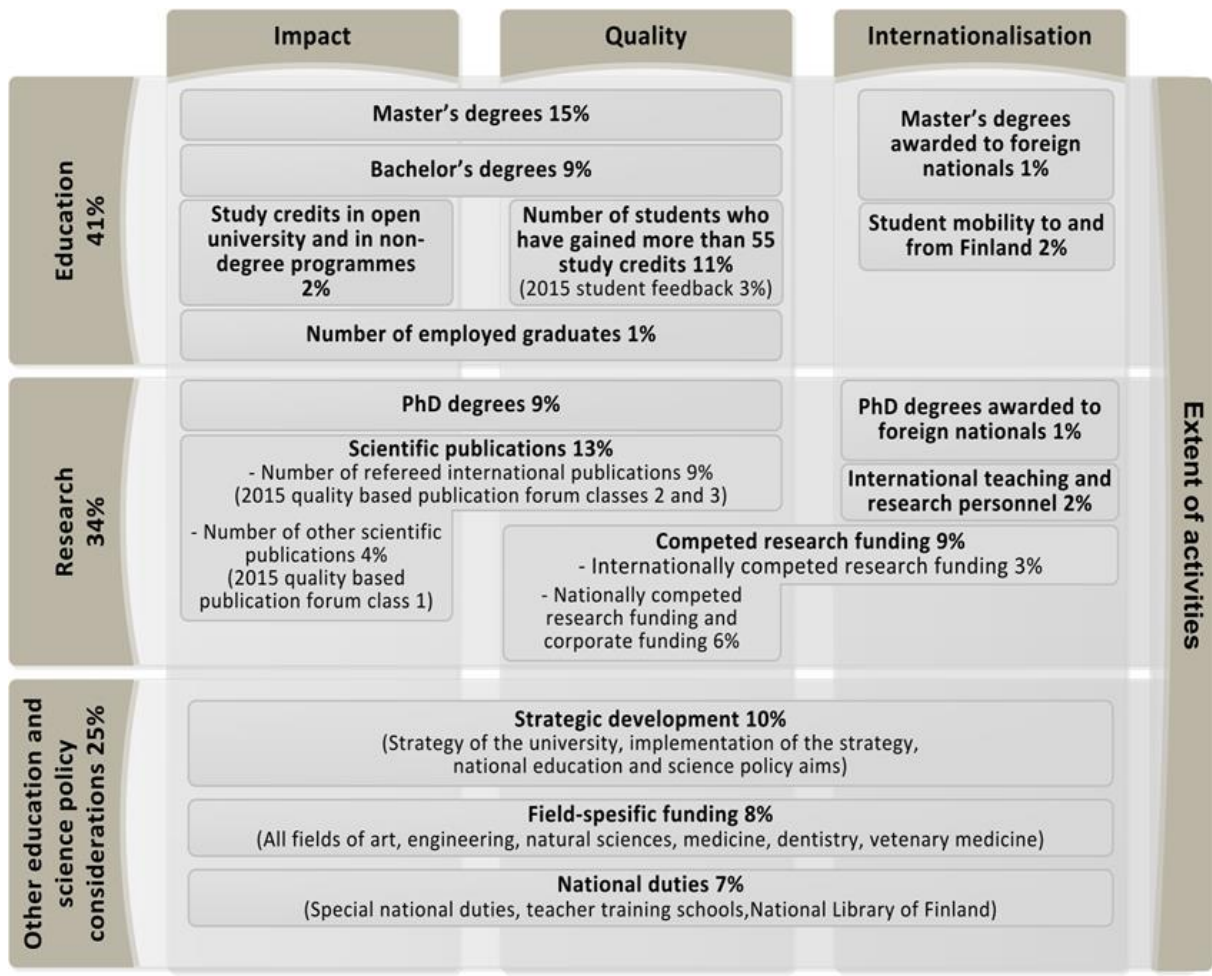 Impact
Quality
Internationalisation
Education
41%
Master's degrees 15%
Bachelor's degrees 9%
Study credits in open
university and in non-
degree programmes
2%
Number of students who
have gained more than 55
study credits 11%
(2015 student feedback 3%)
Number of employed graduates 1%
Master's degrees
awarded to foreign
nationals 1%
Student mobility to and
from Finland 2%
Research
34%
PhD degrees 9%
Scientific publications 13%
- Number of refereed international publications 9%
(2015 quality based publication forum classes 2 and 3)
- Number of other scientific
publications 4%
(2015 quality based
publication forum class 1)
PhD degrees awarded to
foreign nationals 1%
International teaching and
research personnel 2%
Competed research funding 9%
- Internationally competed research funding 3%
- Nationally competed
research funding and
corporate funding 6%
Other education and
science policy
considerations 25%
Strategic development 10%
(Strategy of the university, implementation of the strategy,
national education and science policy aims)
Field-spesific funding 8%
(All fields of art, engineering, natural sciences, medicine, dentistry, vetenary medicine)
National duties 7%
(Special national duties, teacher training schools,National Library of Finland)
Extent of activities